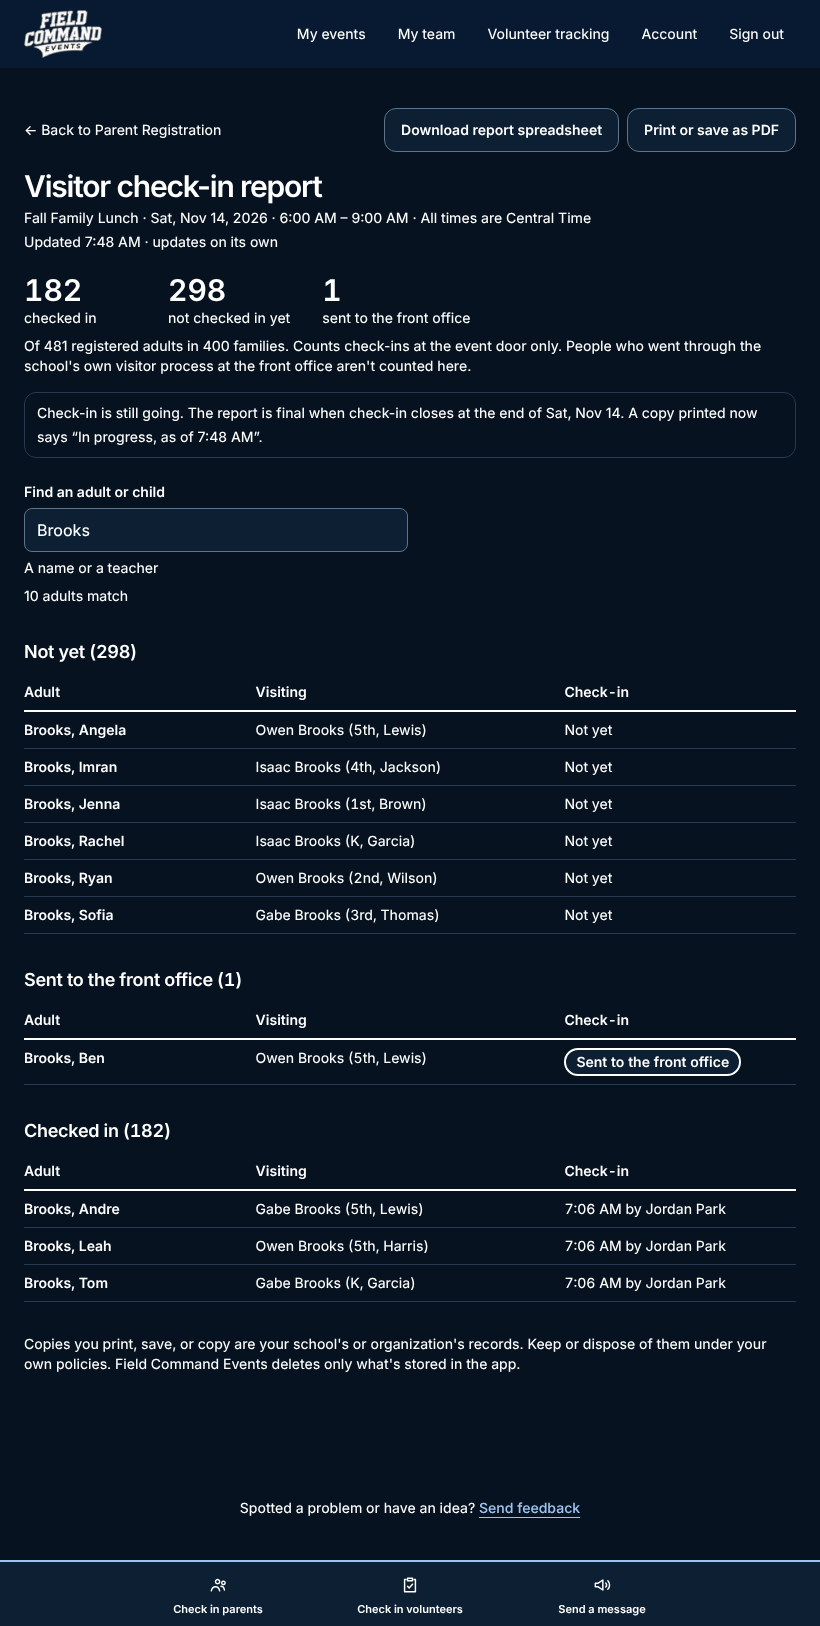 FIELD COMMAND EVENTS
My events
My team
Volunteer tracking
Account
Sign out
← Back to Parent Registration
Download report spreadsheet
Print or save as PDF
Visitor check-in report
Fall Family Lunch · Sat, Nov 14, 2026 · 6:00 AM – 9:00 AM · All times are Central Time
Updated 7:48 AM · updates on its own
182 298 1
checked in not checked in yet sent to the front office
Of 481 registered adults in 400 families. Counts check-ins at the event door only. People who went through the
school's own visitor process at the front office aren't counted here.
Check-in is still going. The report is final when check-in closes at the end of Sat, Nov 14. A copy printed now
says “In progress, as of 7:48 AM”.
Find an adult or child
Brooks
A name or a teacher
10 adults match
Not yet (298)
Adult Visiting Check-in
Brooks, Angela Owen Brooks (5th, Lewis) Not yet
Brooks, Imran Isaac Brooks (4th, Jackson) Not yet
Brooks, Jenna Isaac Brooks (1st, Brown) Not yet
Brooks, Rachel Isaac Brooks (K, Garcia) Not yet
Brooks, Ryan Owen Brooks (2nd, Wilson) Not yet
Brooks, Sofia Gabe Brooks (3rd, Thomas) Not yet
Sent to the front office (1)
Adult Visiting Check-in
Brooks, Ben Owen Brooks (5th, Lewis) Sent to the front office
Checked in (182)
Adult Visiting Check-in
Brooks, Andre Gabe Brooks (5th, Lewis) 7:06 AM by Jordan Park
Brooks, Leah Owen Brooks (5th, Harris) 7:06 AM by Jordan Park
Brooks, Tom Gabe Brooks (K, Garcia) 7:06 AM by Jordan Park
Copies you print, save, or copy are your school's or organization's records. Keep or dispose of them under your
own policies. Field Command Events deletes only what's stored in the app.
Spotted a problem or have an idea? Send feedback
Check in parents
Check in volunteers
Send a message